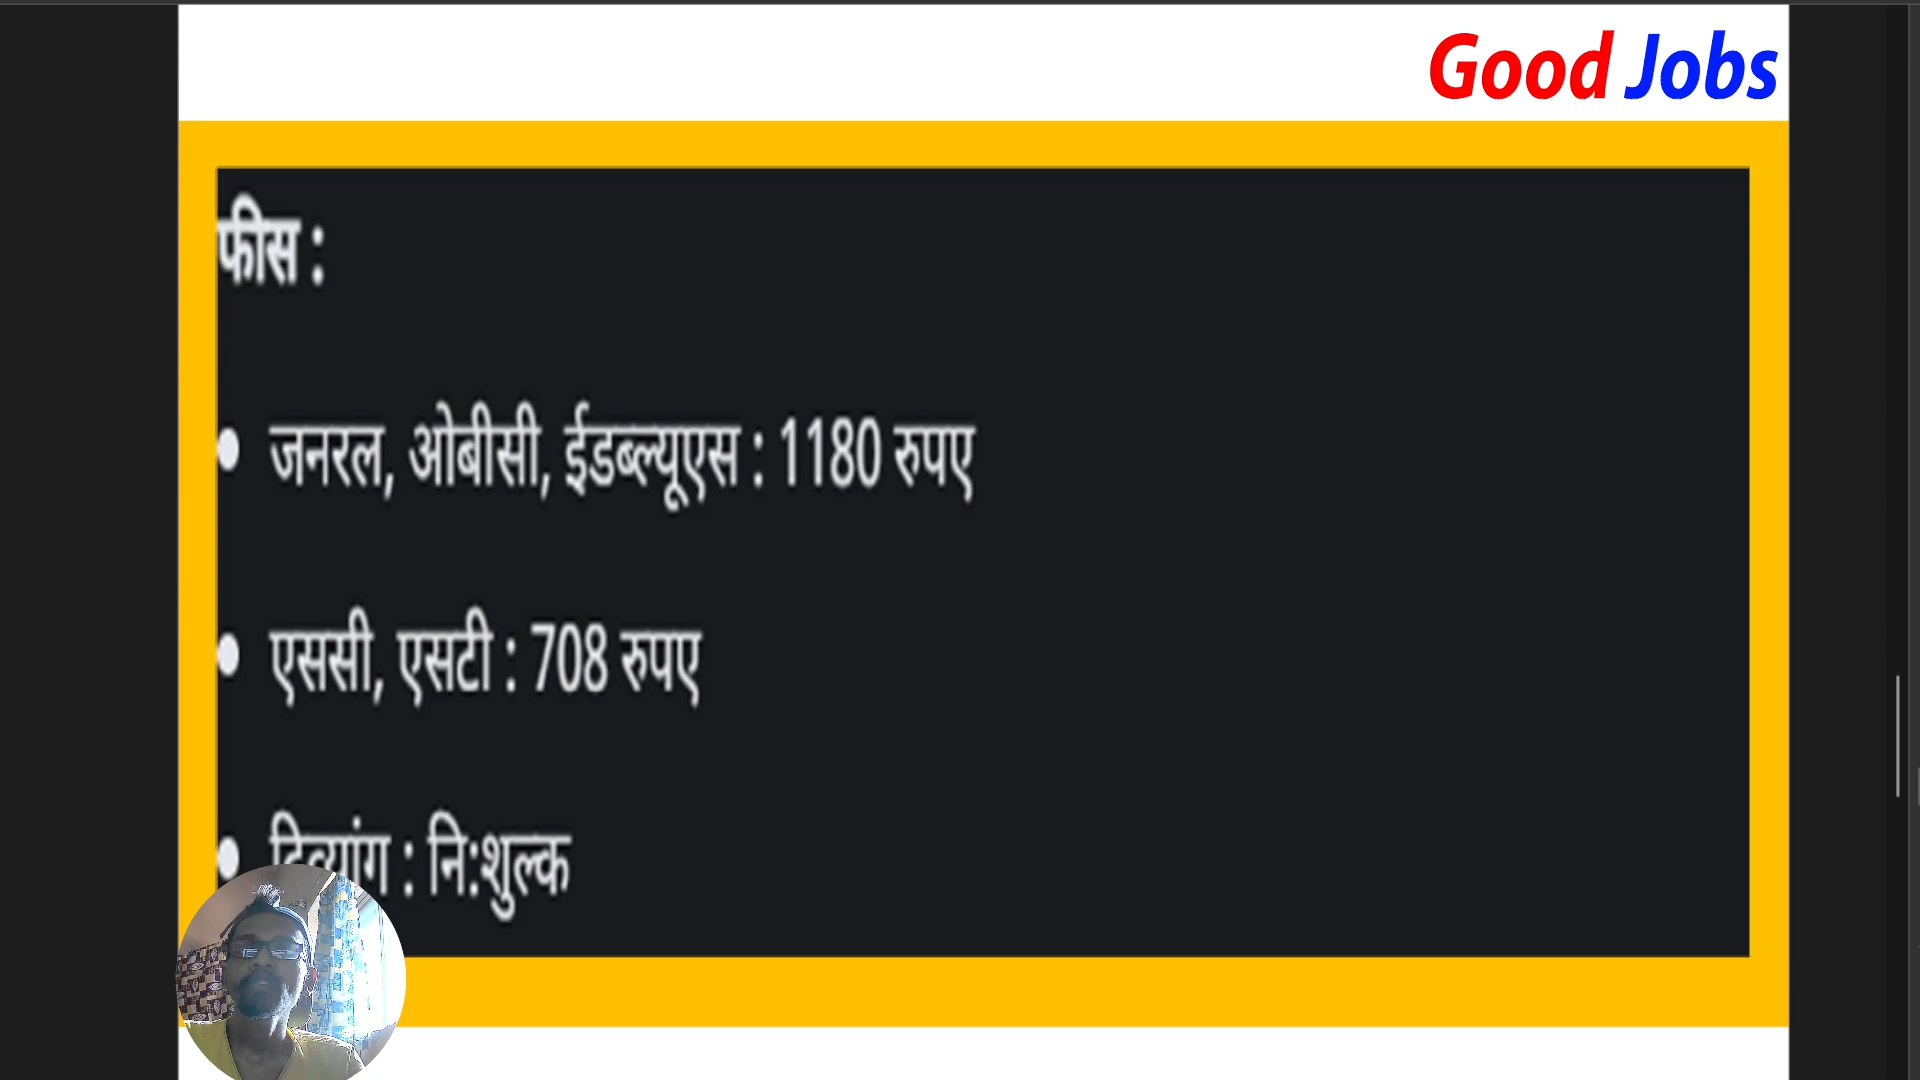 Good Jobs
फीस :
• जनरल, ओबीसी, ईडब्ल्यूएस : 1180 रुपए
• एससी, एसटी : 708 रुपए
• दिव्यांग : नि:शुल्क